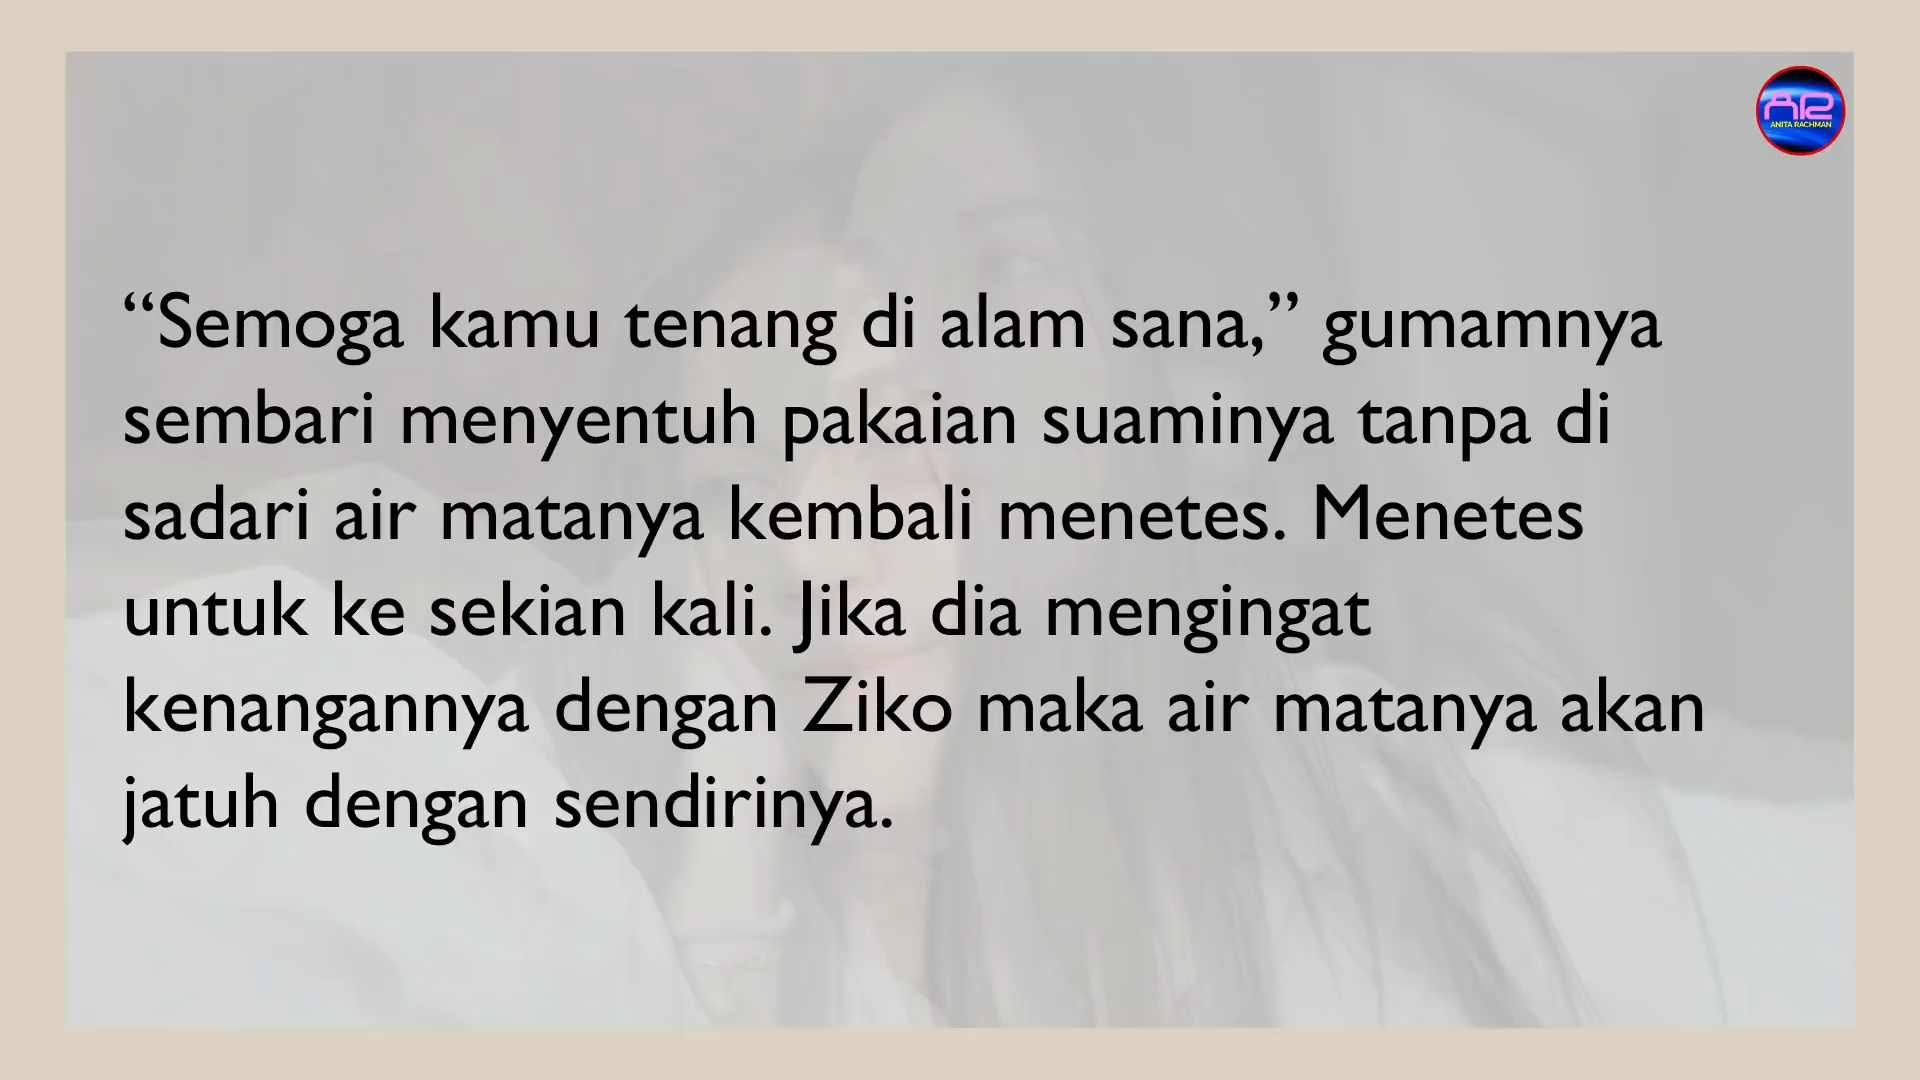 AR
ANITA RACHMAN
“Semoga kamu tenang di alam sana,” gumamnya
sembari menyentuh pakaian suaminya tanpa di
sadari air matanya kembali menetes. Menetes
untuk ke sekian kali. Jika dia mengingat
kenangannya dengan Ziko maka air matanya akan
jatuh dengan sendirinya.